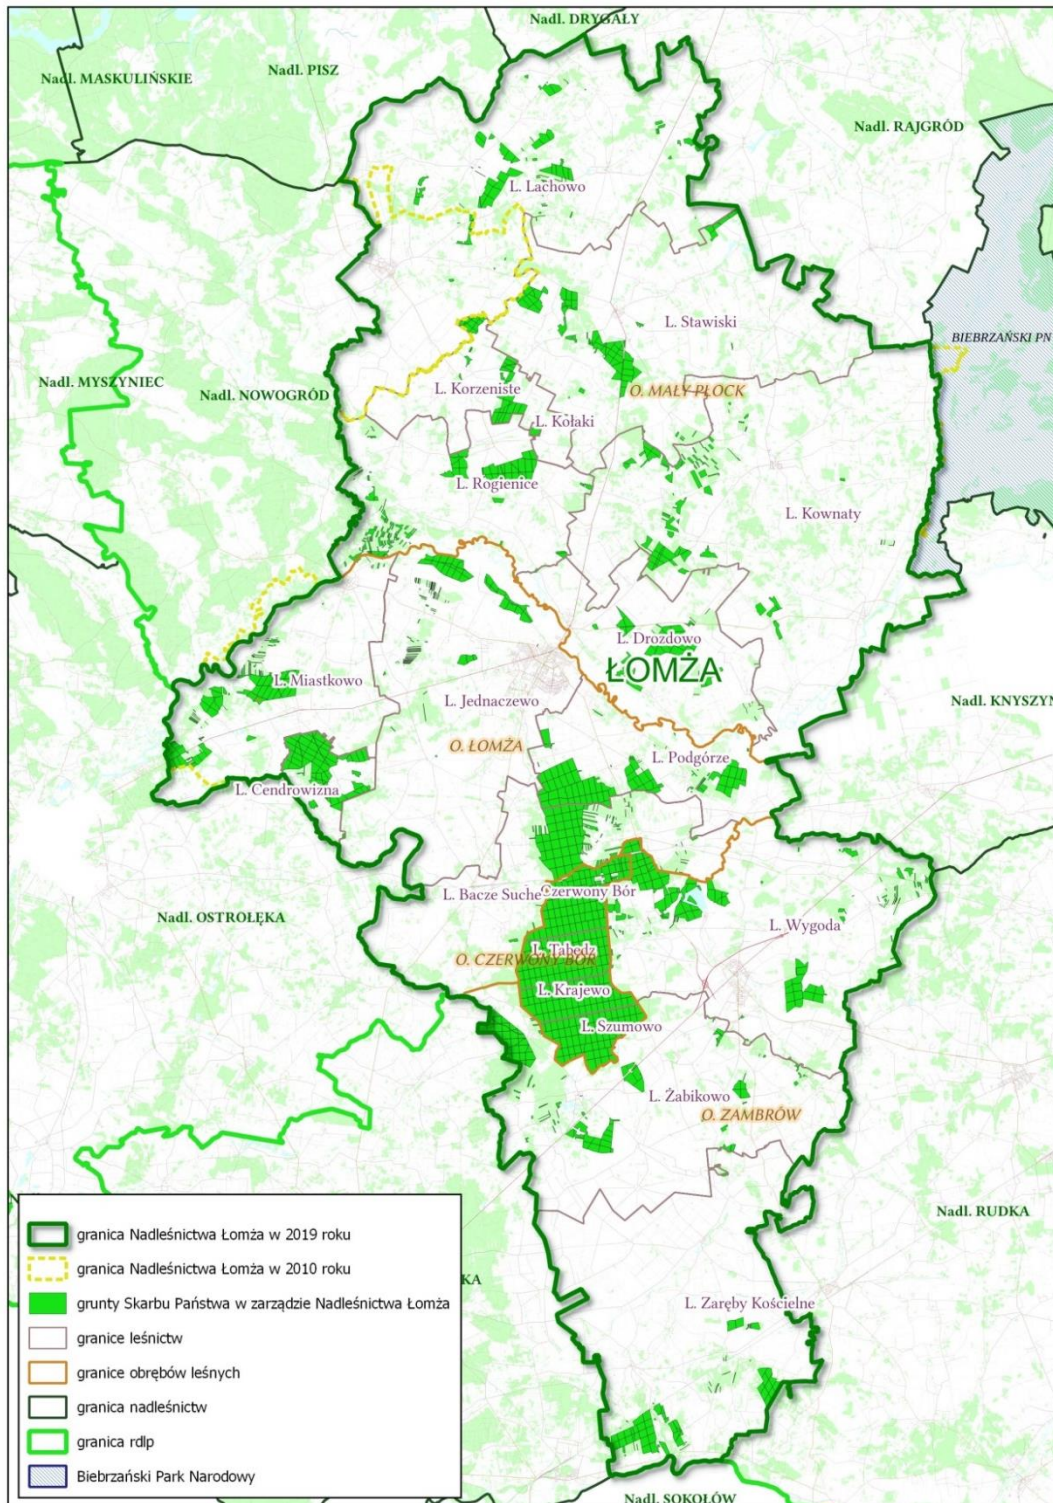 Nadl. DRYGAŁY
Nadl. PISZ
Nadl. MASKULIŃSKIE
Nadl. RAJGRÓD
L. Lachowo
L. Stawiski
BIEBRZAŃSKI PN
Nadl. MYSZYNIEC
Nadl. NOWOGRÓD
L. Korzeniste
O. MAŁY PŁOCK
L. Kołaki
L. Rogienice
L. Kownaty
L. Drozdowo
ŁOMŻA
L. Miastkowo
L. Jednaczewo
Nadl. KNYSZYN
O. ŁOMŻA
L. Podgórze
L. Cendrowizna
L. Bacze Suche
Czerwony Bór
Nadl. OSTROŁĘKA
L. Wygoda
L. Tabędz
O. CZERWONY BÓR
L. Krajewo
L. Szumowo
L. Żabikowo
O. ZAMBRÓW
Nadl. RUDKA
L. Zaręby Kościelne
KA
Nadl. SOKOŁÓW
granica Nadleśnictwa Łomża w 2019 roku
granica Nadleśnictwa Łomża w 2010 roku
grunty Skarbu Państwa w zarządzie Nadleśnictwa Łomża
granice leśnictw
granice obrębów leśnych
granica nadleśnictw
granica rdlp
Biebrzański Park Narodowy